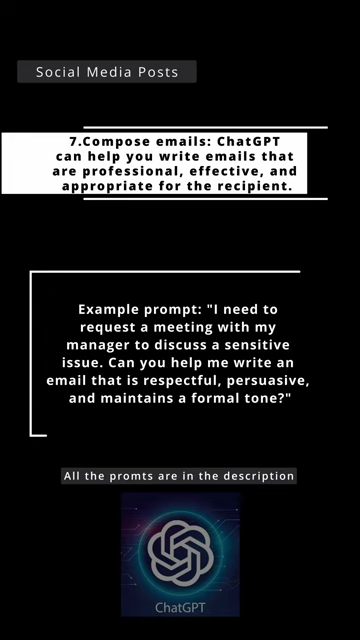 Social Media Posts
7.Compose emails: ChatGPT
can help you write emails that
are professional, effective, and
appropriate for the recipient.
Example prompt: "I need to
request a meeting with my
manager to discuss a sensitive
issue. Can you help me write an
email that is respectful, persuasive,
and maintains a formal tone?"
All the promts are in the description
ChatGPT